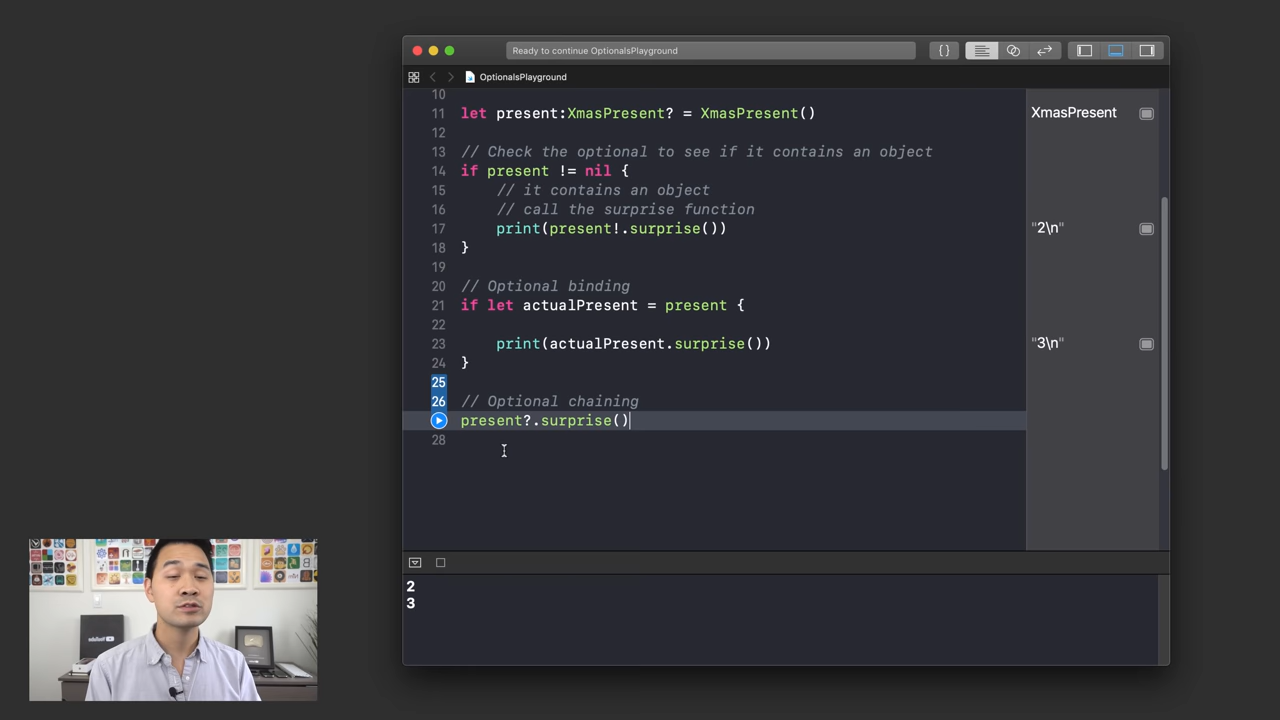 Ready to continue OptionalsPlayground
{}
OptionalsPlayground
10
11 let present:XmasPresent? = XmasPresent() XmasPresent
12
13 // Check the optional to see if it contains an object
14 if present != nil {
15 // it contains an object
16 // call the surprise function
17 print(present!.surprise()) "2\n"
18 }
19
20 // Optional binding
21 if let actualPresent = present {
22
23 print(actualPresent.surprise()) "3\n"
24 }
25
26 // Optional chaining
present?.surprise()
28
2
3
YouTube